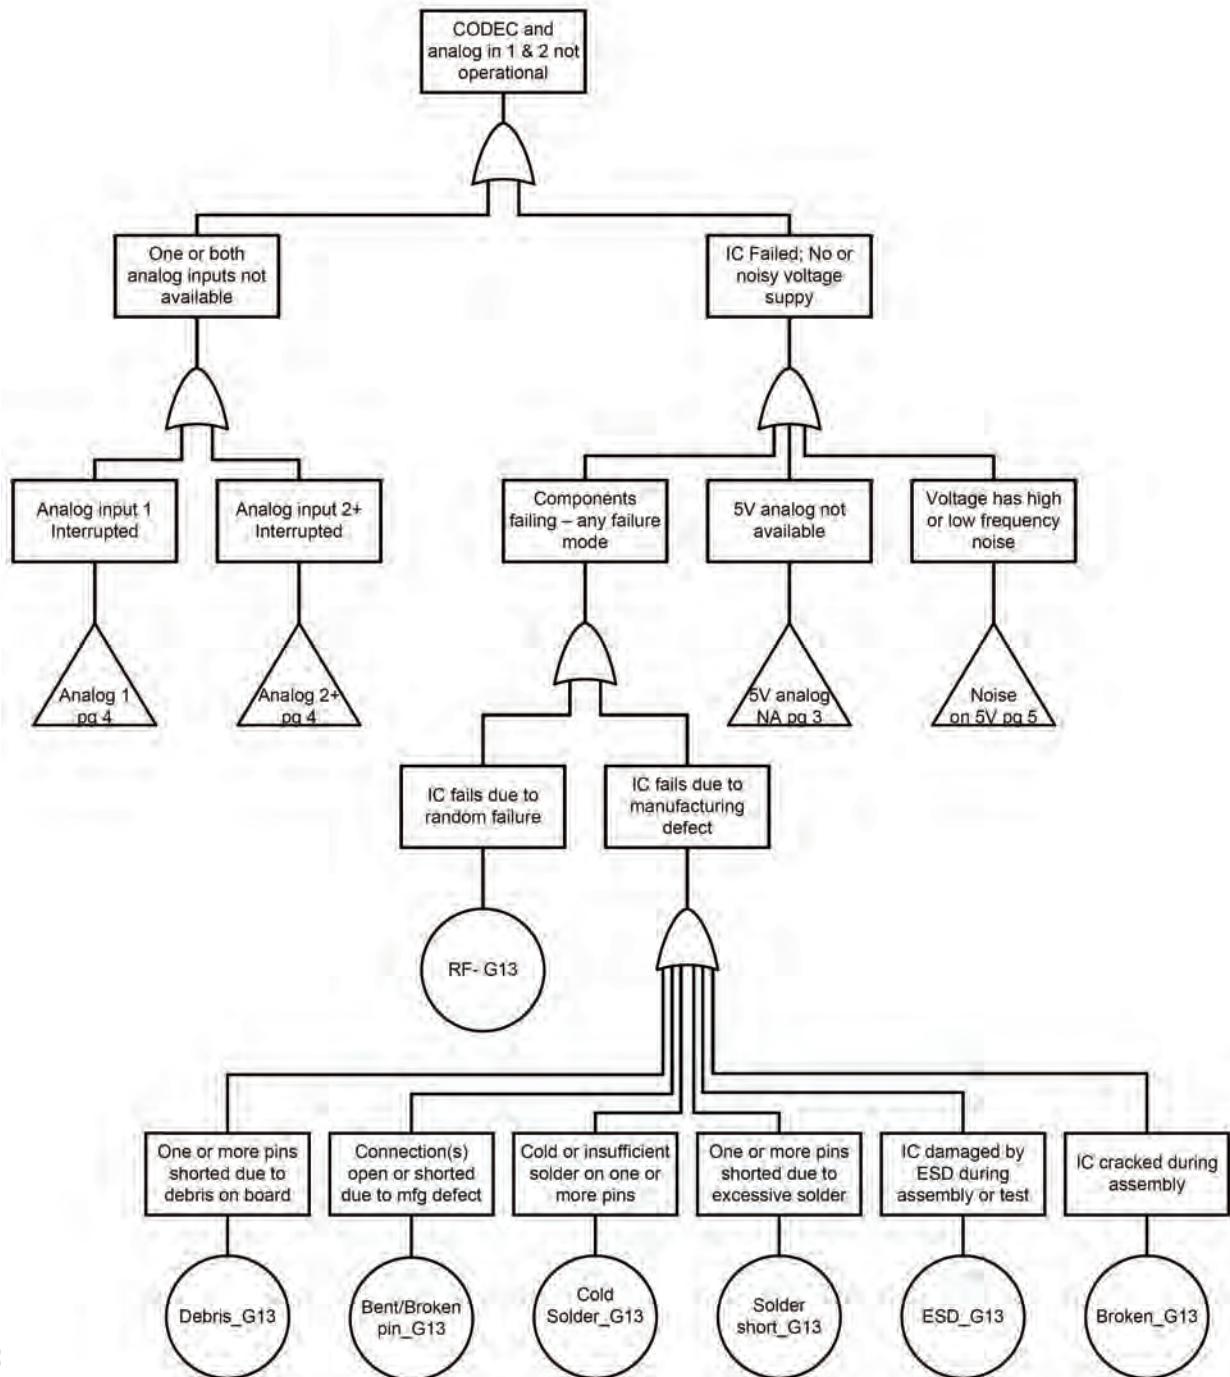 CODEC and
analog in 1 & 2 not
operational
One or both
analog inputs not
available
IC Failed; No or
noisy voltage
suppy
Analog input 1
Interrupted
Analog input 2+
Interrupted
Components
failing – any failure
mode
5V analog not
available
Voltage has high
or low frequency
noise
Analog 1
pg 4
Analog 2+
pg 4
5V analog
NA pg 3
Noise
on 5V pg 5
IC fails due to
random failure
IC fails due to
manufacturing
defect
RF- G13
One or more pins
shorted due to
debris on board
Connection(s)
open or shorted
due to mfg defect
Cold or insufficient
solder on one or
more pins
One or more pins
shorted due to
excessive solder
IC damaged by
ESD during
assembly or test
IC cracked during
assembly
Debris_G13
Bent/Broken
pin_G13
Cold
Solder_G13
Solder
short_G13
ESD_G13
Broken_G13